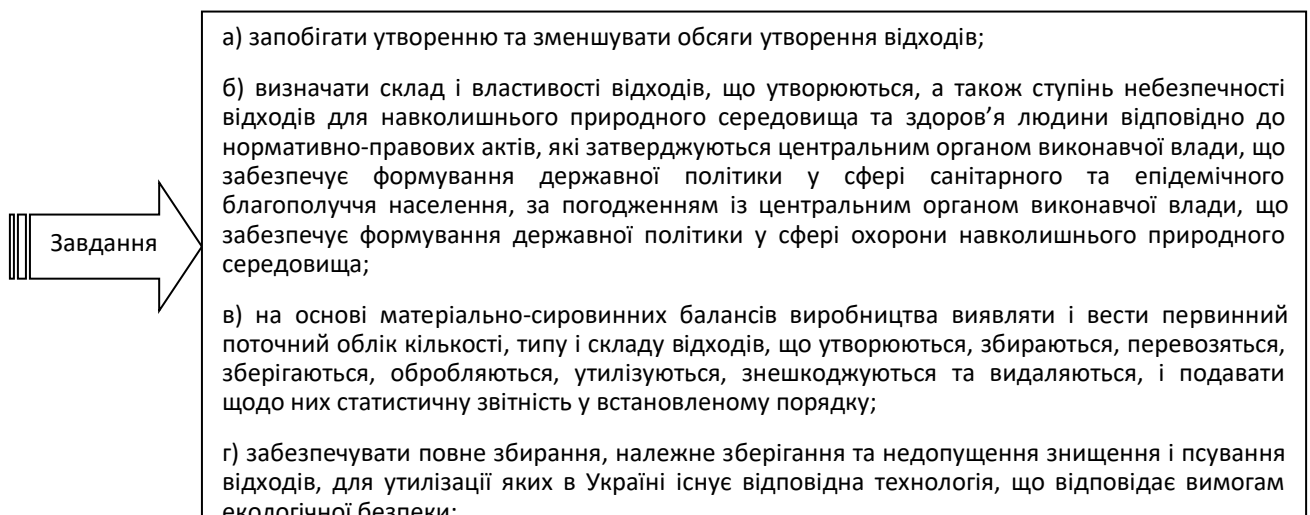 а) запобігати утворенню та зменшувати обсяги утворення відходів;
б) визначати склад і властивості відходів, що утворюються, а також ступінь небезпечності
відходів для навколишнього природного середовища та здоров’я людини відповідно до
нормативно-правових актів, які затверджуються центральним органом виконавчої влади, що
забезпечує формування державної політики у сфері санітарного та епідемічного
благополуччя населення, за погодженням із центральним органом виконавчої влади, що
забезпечує формування державної політики у сфері охорони навколишнього природного
середовища;
Завдання
в) на основі матеріально-сировинних балансів виробництва виявляти і вести первинний
поточний облік кількості, типу і складу відходів, що утворюються, збираються, перевозяться,
зберігаються, обробляються, утилізуються, знешкоджуються та видаляються, і подавати
щодо них статистичну звітність у встановленому порядку;
г) забезпечувати повне збирання, належне зберігання та недопущення знищення і псування
відходів, для утилізації яких в Україні існує відповідна технологія, що відповідає вимогам
екологічної безпеки;